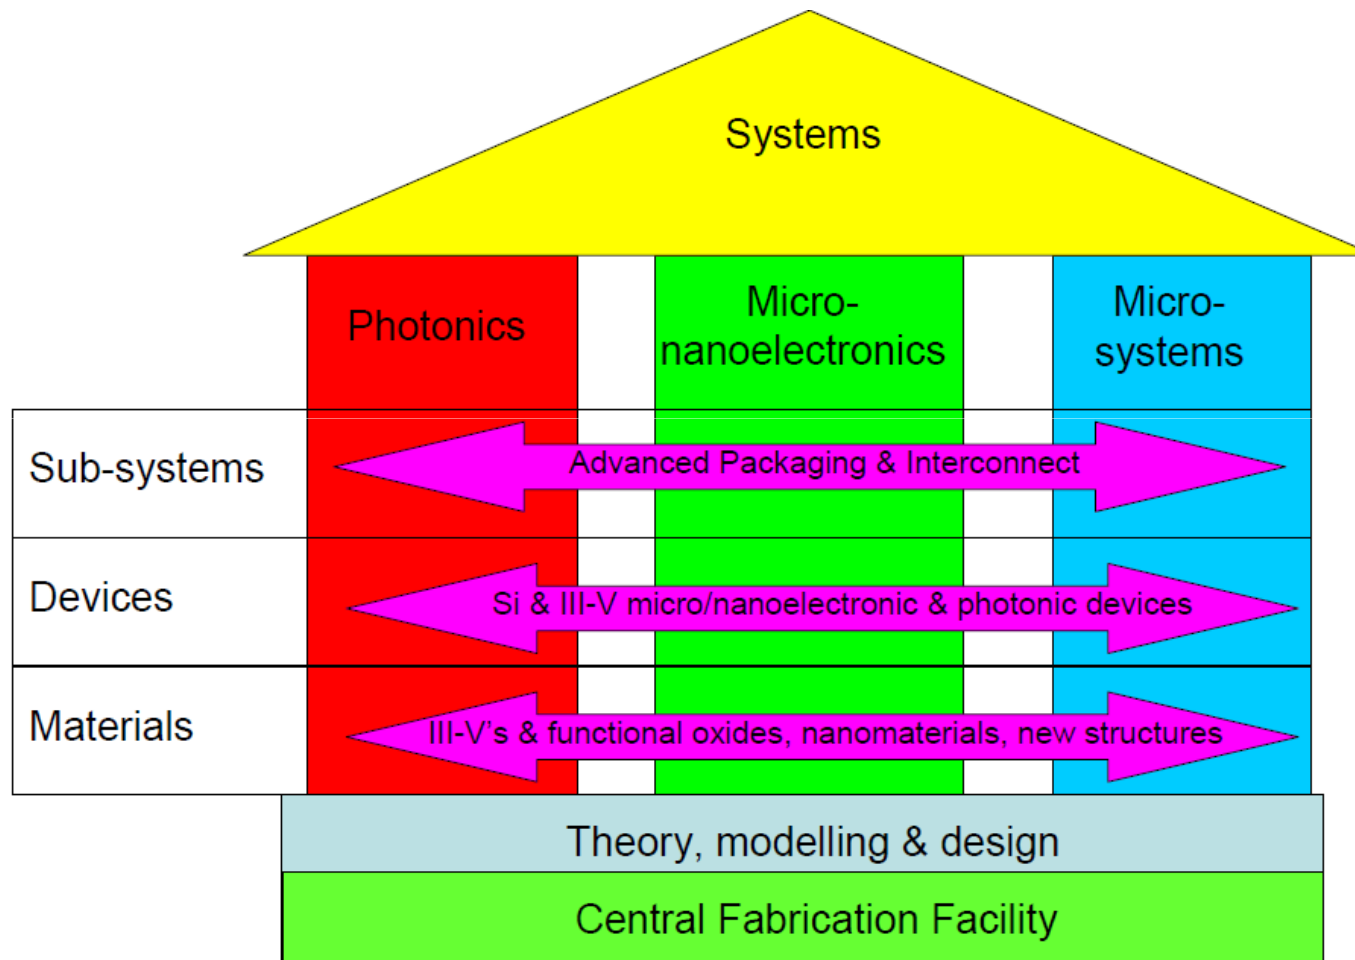 Systems
Photonics
Micro-
nanoelectronics
Micro-
systems
Sub-systems
Advanced Packaging & Interconnect
Devices
Si & III-V micro/nanoelectronic & photonic devices
Materials
III-V's & functional oxides, nanomaterials, new structures
Theory, modelling & design
Central Fabrication Facility